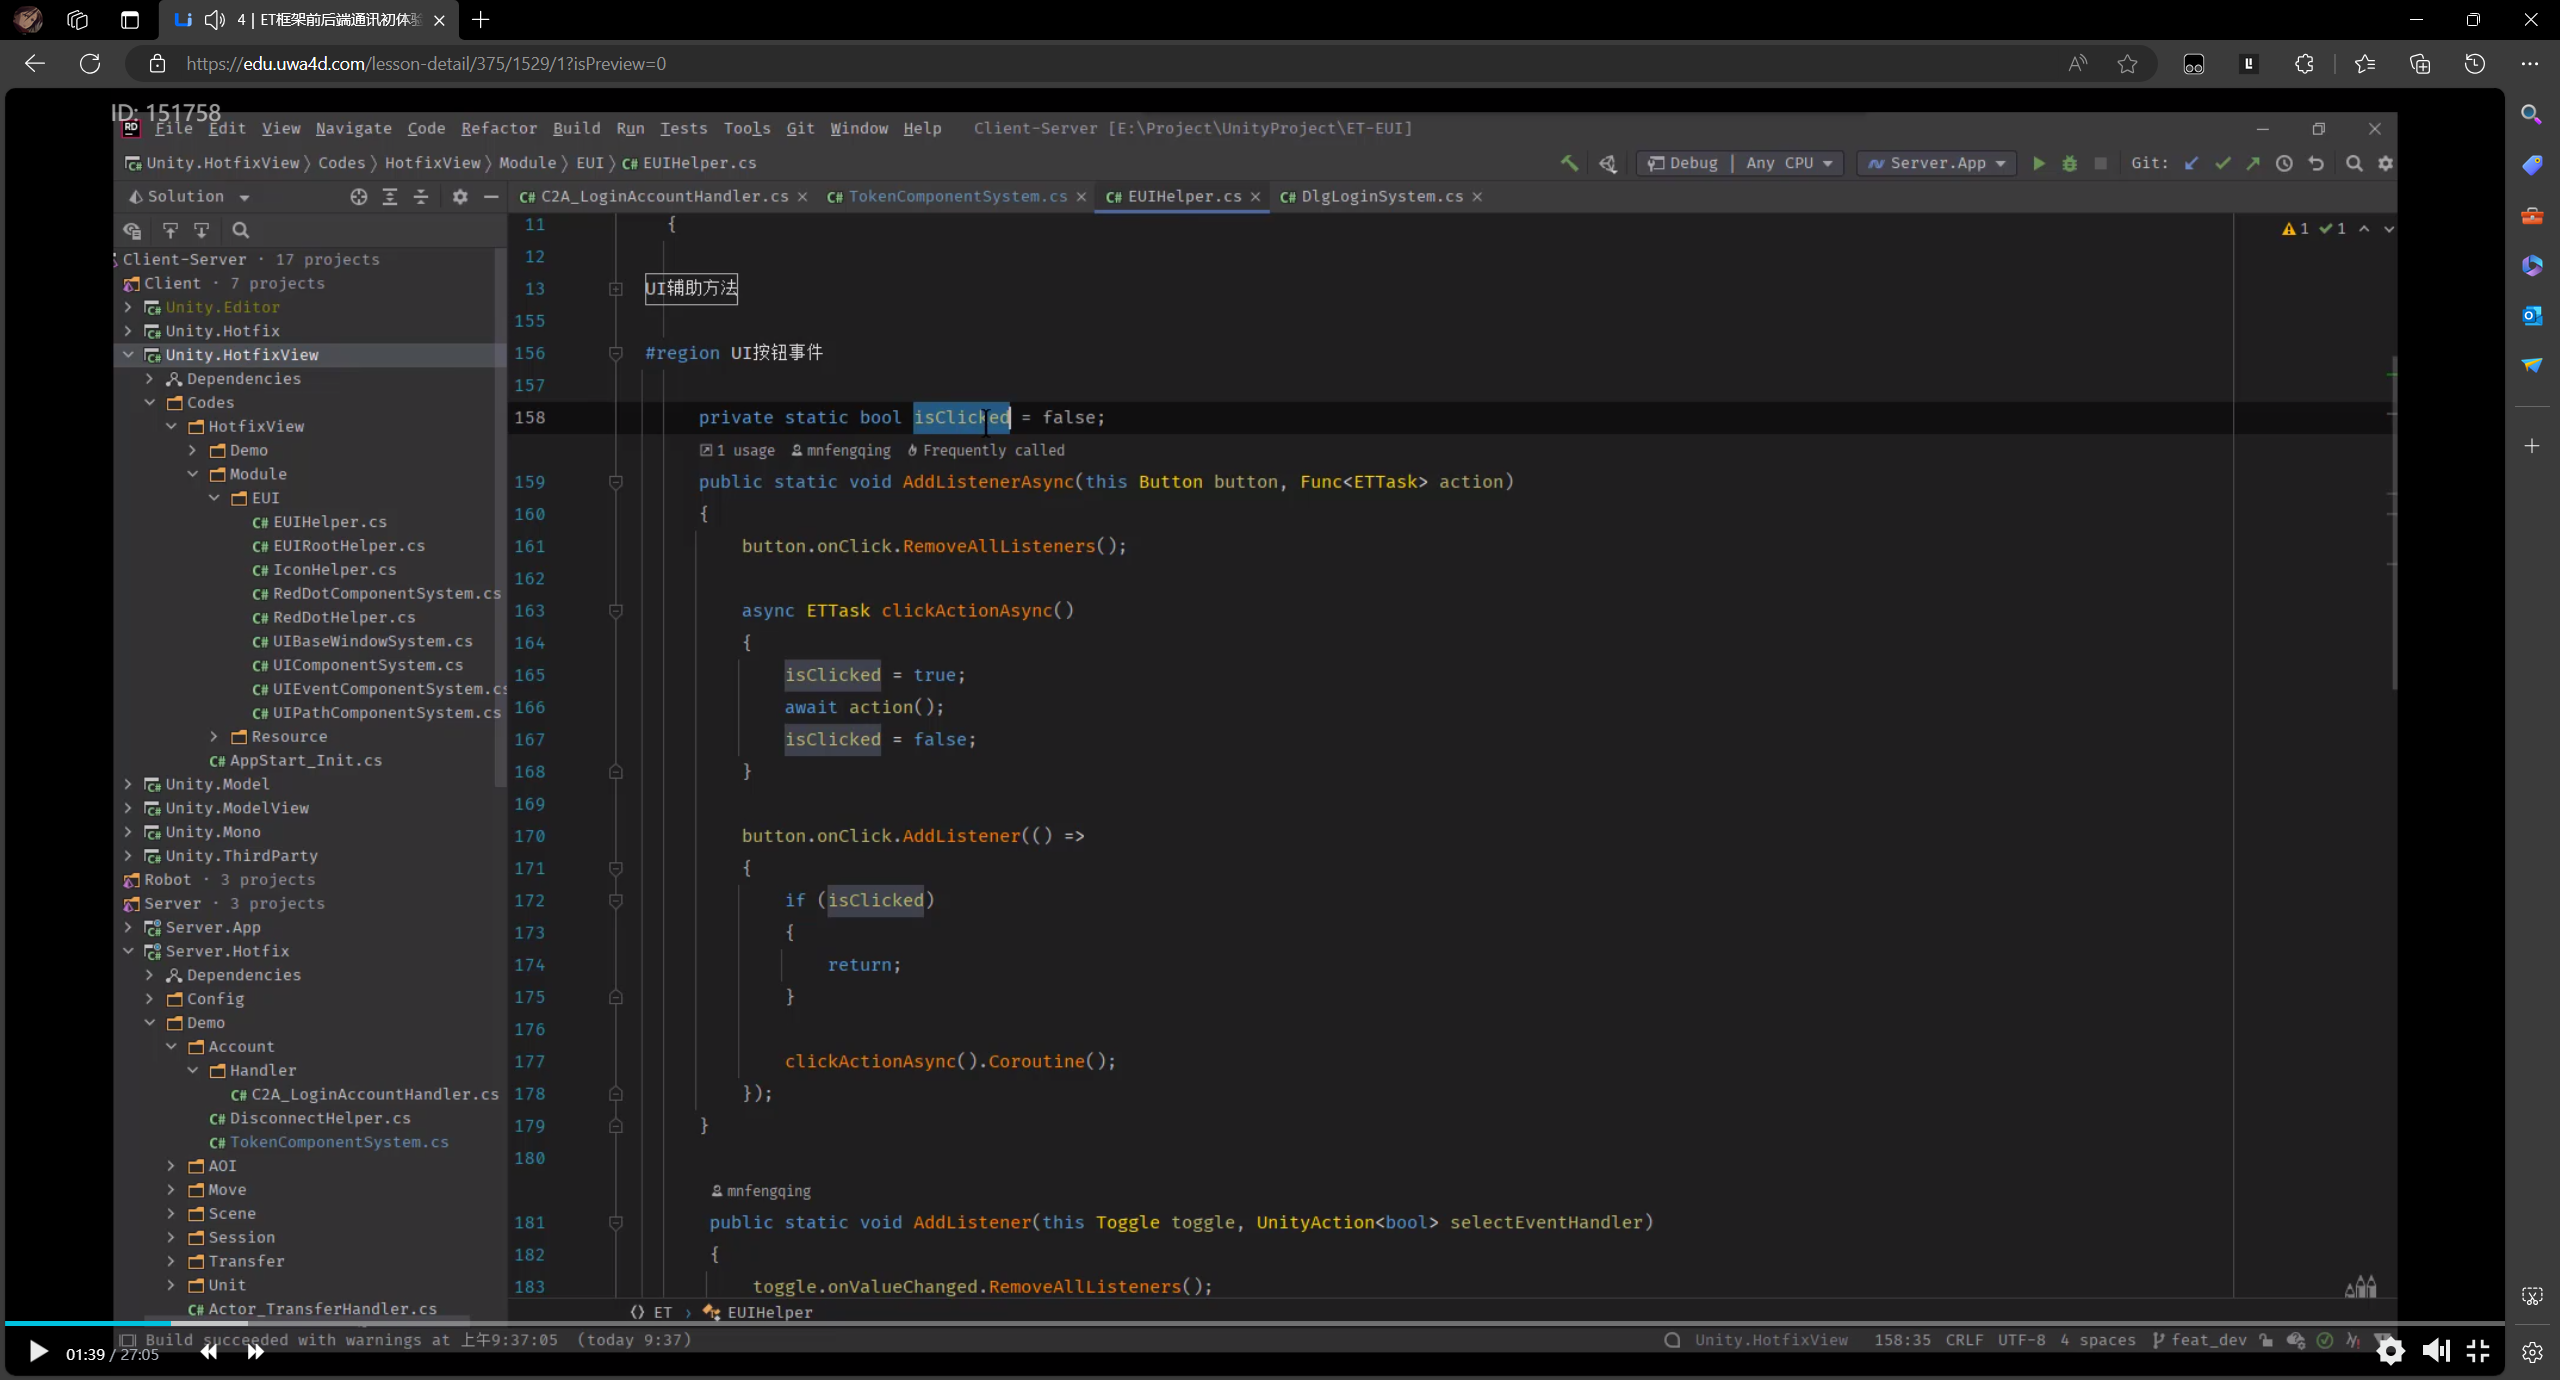 4 | ET框架前后端通讯初体验
https://edu.uwa4d.com/lesson-detail/375/1529/1?isPreview=0
ID: 151758
File Edit View Navigate Code Refactor Build Run Tests Tools Git Window Help Client-Server [E:\Project\UnityProject\ET-EUI]
Unity.HotfixView Codes HotfixView Module EUI C# EUIHelper.cs
Debug | Any CPU Server.App Git:
Solution
C# C2A_LoginAccountHandler.cs C# TokenComponentSystem.cs C# EUIHelper.cs C# DlgLoginSystem.cs
Client-Server · 17 projects
Client · 7 projects
Unity.Editor
Unity.Hotfix
Unity.HotfixView
Dependencies
Codes
HotfixView
Demo
Module
EUI
C# EUIHelper.cs
C# EUIRootHelper.cs
C# IconHelper.cs
C# RedDotComponentSystem.cs
C# RedDotHelper.cs
C# UIBaseWindowSystem.cs
C# UIComponentSystem.cs
C# UIEventComponentSystem.cs
C# UIPathComponentSystem.cs
Resource
C# AppStart_Init.cs
Unity.Model
Unity.ModelView
Unity.Mono
Unity.ThirdParty
Robot · 3 projects
Server · 3 projects
Server.App
Server.Hotfix
Dependencies
Config
Demo
Account
Handler
C# C2A_LoginAccountHandler.cs
C# DisconnectHelper.cs
C# TokenComponentSystem.cs
AOI
Move
Scene
Session
Transfer
Unit
C# Actor_TransferHandler.cs
1 1
11 {
12
13 UI辅助方法
155
156 #region UI按钮事件
157
158 private static bool isClicked = false;
1 usage mnfengqing Frequently called
159 public static void AddListenerAsync(this Button button, Func<ETTask> action)
160 {
161 button.onClick.RemoveAllListeners();
162
163 async ETTask clickActionAsync()
164 {
165 isClicked = true;
166 await action();
167 isClicked = false;
168 }
169
170 button.onClick.AddListener(() =>
171 {
172 if (isClicked)
173 {
174 return;
175 }
176
177 clickActionAsync().Coroutine();
178 });
179 }
180
mnfengqing
181 public static void AddListener(this Toggle toggle, UnityAction<bool> selectEventHandler)
182 {
183 toggle.onValueChanged.RemoveAllListeners();
ET EUIHelper
Build succeeded with warnings at 上午9:37:05 (today 9:37)
Unity.HotfixView 158:35 CRLF UTF-8 4 spaces feat_dev
01:39 / 27:05